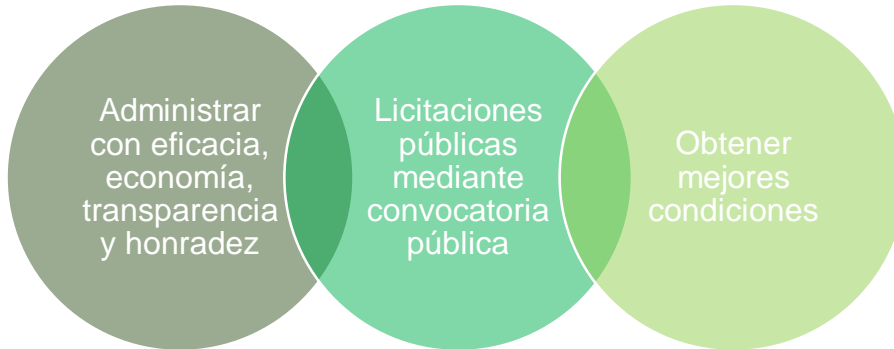 Administrar
con eficacia,
economía,
transparencia
y honradez
Licitaciones
públicas
mediante
convocatoria
pública
Obtener
mejores
condiciones